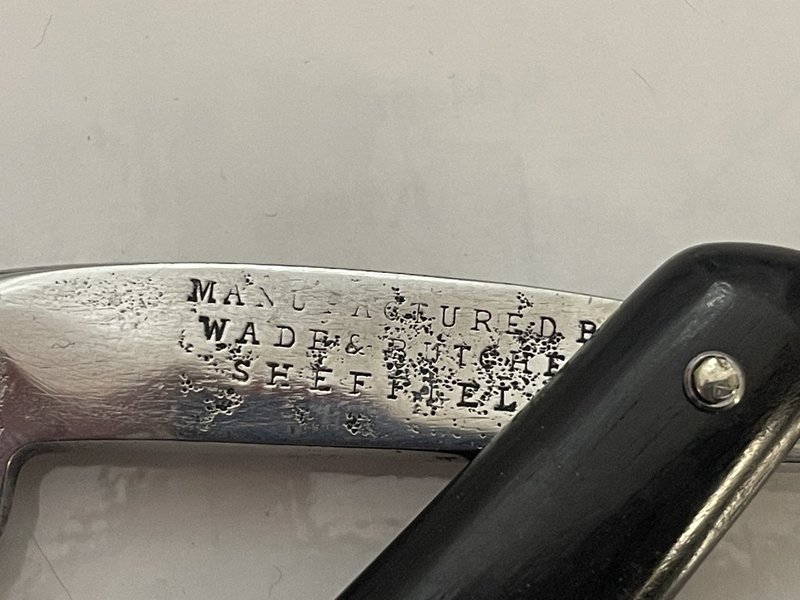 MANUFACTURED B
WADE & BUTCHE
SHEFFIEL